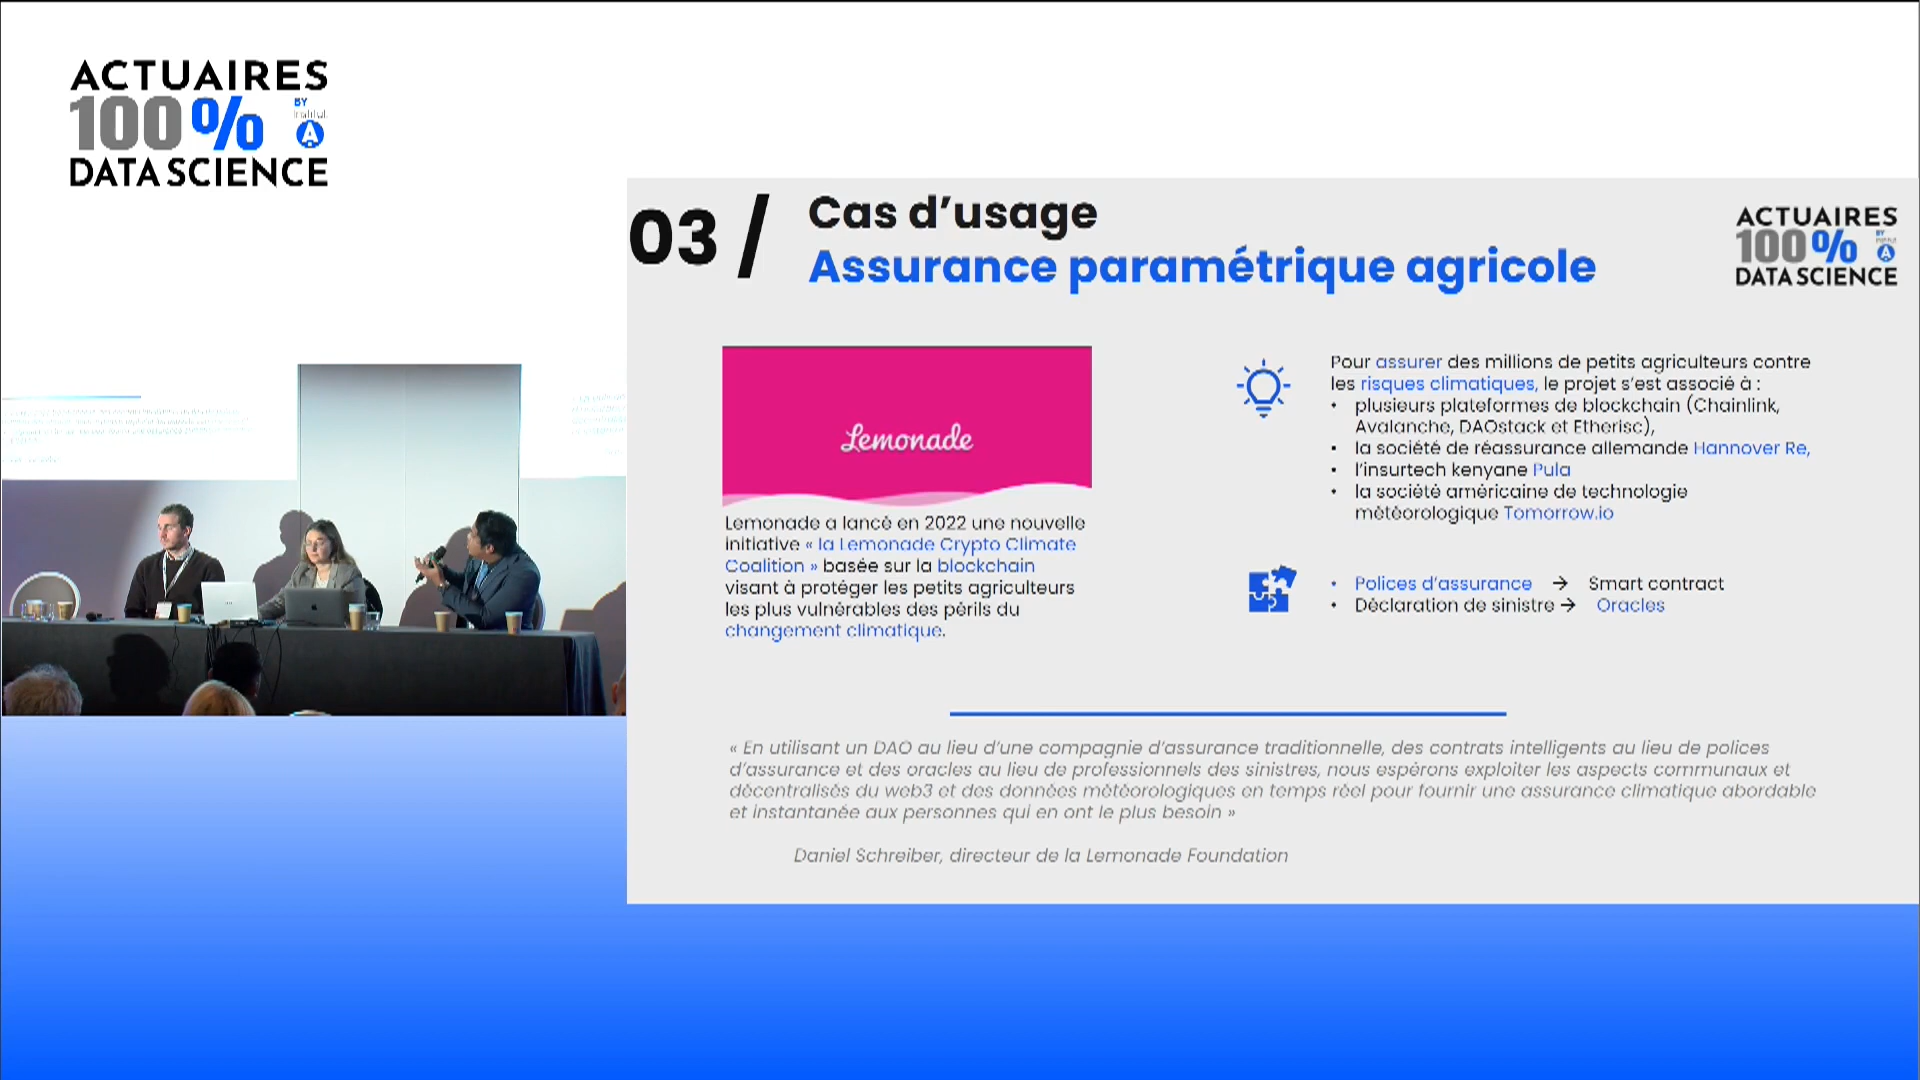 ACTUAIRES
100%
BY
Institut
A
DATA SCIENCE
03 /
Cas d’usage
Assurance paramétrique agricole
ACTUAIRES
100%
BY
A
DATA SCIENCE
Lemonade
Lemonade a lancé en 2022 une nouvelle
initiative « la Lemonade Crypto Climate
Coalition » basée sur la blockchain
visant à protéger les petits agriculteurs
les plus vulnérables des périls du
changement climatique.
Pour assurer des millions de petits agriculteurs contre
les risques climatiques, le projet s’est associé à :
• plusieurs plateformes de blockchain (Chainlink,
Avalanche, DAOstack et Etherisc),
• la société de réassurance allemande Hannover Re,
• l’insurtech kenyane Pula
• la société américaine de technologie
météorologique Tomorrow.io
• Polices d’assurance → Smart contract
• Déclaration de sinistre → Oracles
« En utilisant un DAO au lieu d’une compagnie d’assurance traditionnelle, des contrats intelligents au lieu de polices
d’assurance et des oracles au lieu de professionnels des sinistres, nous espérons exploiter les aspects communaux et
décentralisés du web3 et des données météorologiques en temps réel pour fournir une assurance climatique abordable
et instantanée aux personnes qui en ont le plus besoin »
Daniel Schreiber, directeur de la Lemonade Foundation